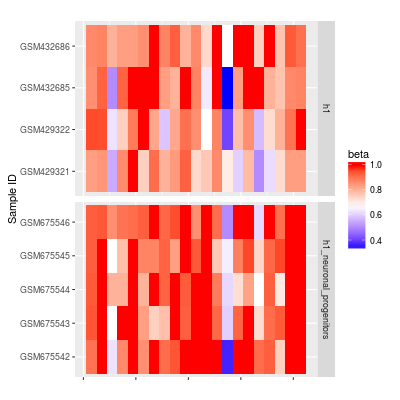 GSM432686
GSM432685
GSM429322
GSM429321
h1
GSM675546
GSM675545
GSM675544
GSM675543
GSM675542
h1_neuronal_progenitors
Sample ID
beta
1.0
0.8
0.6
0.4